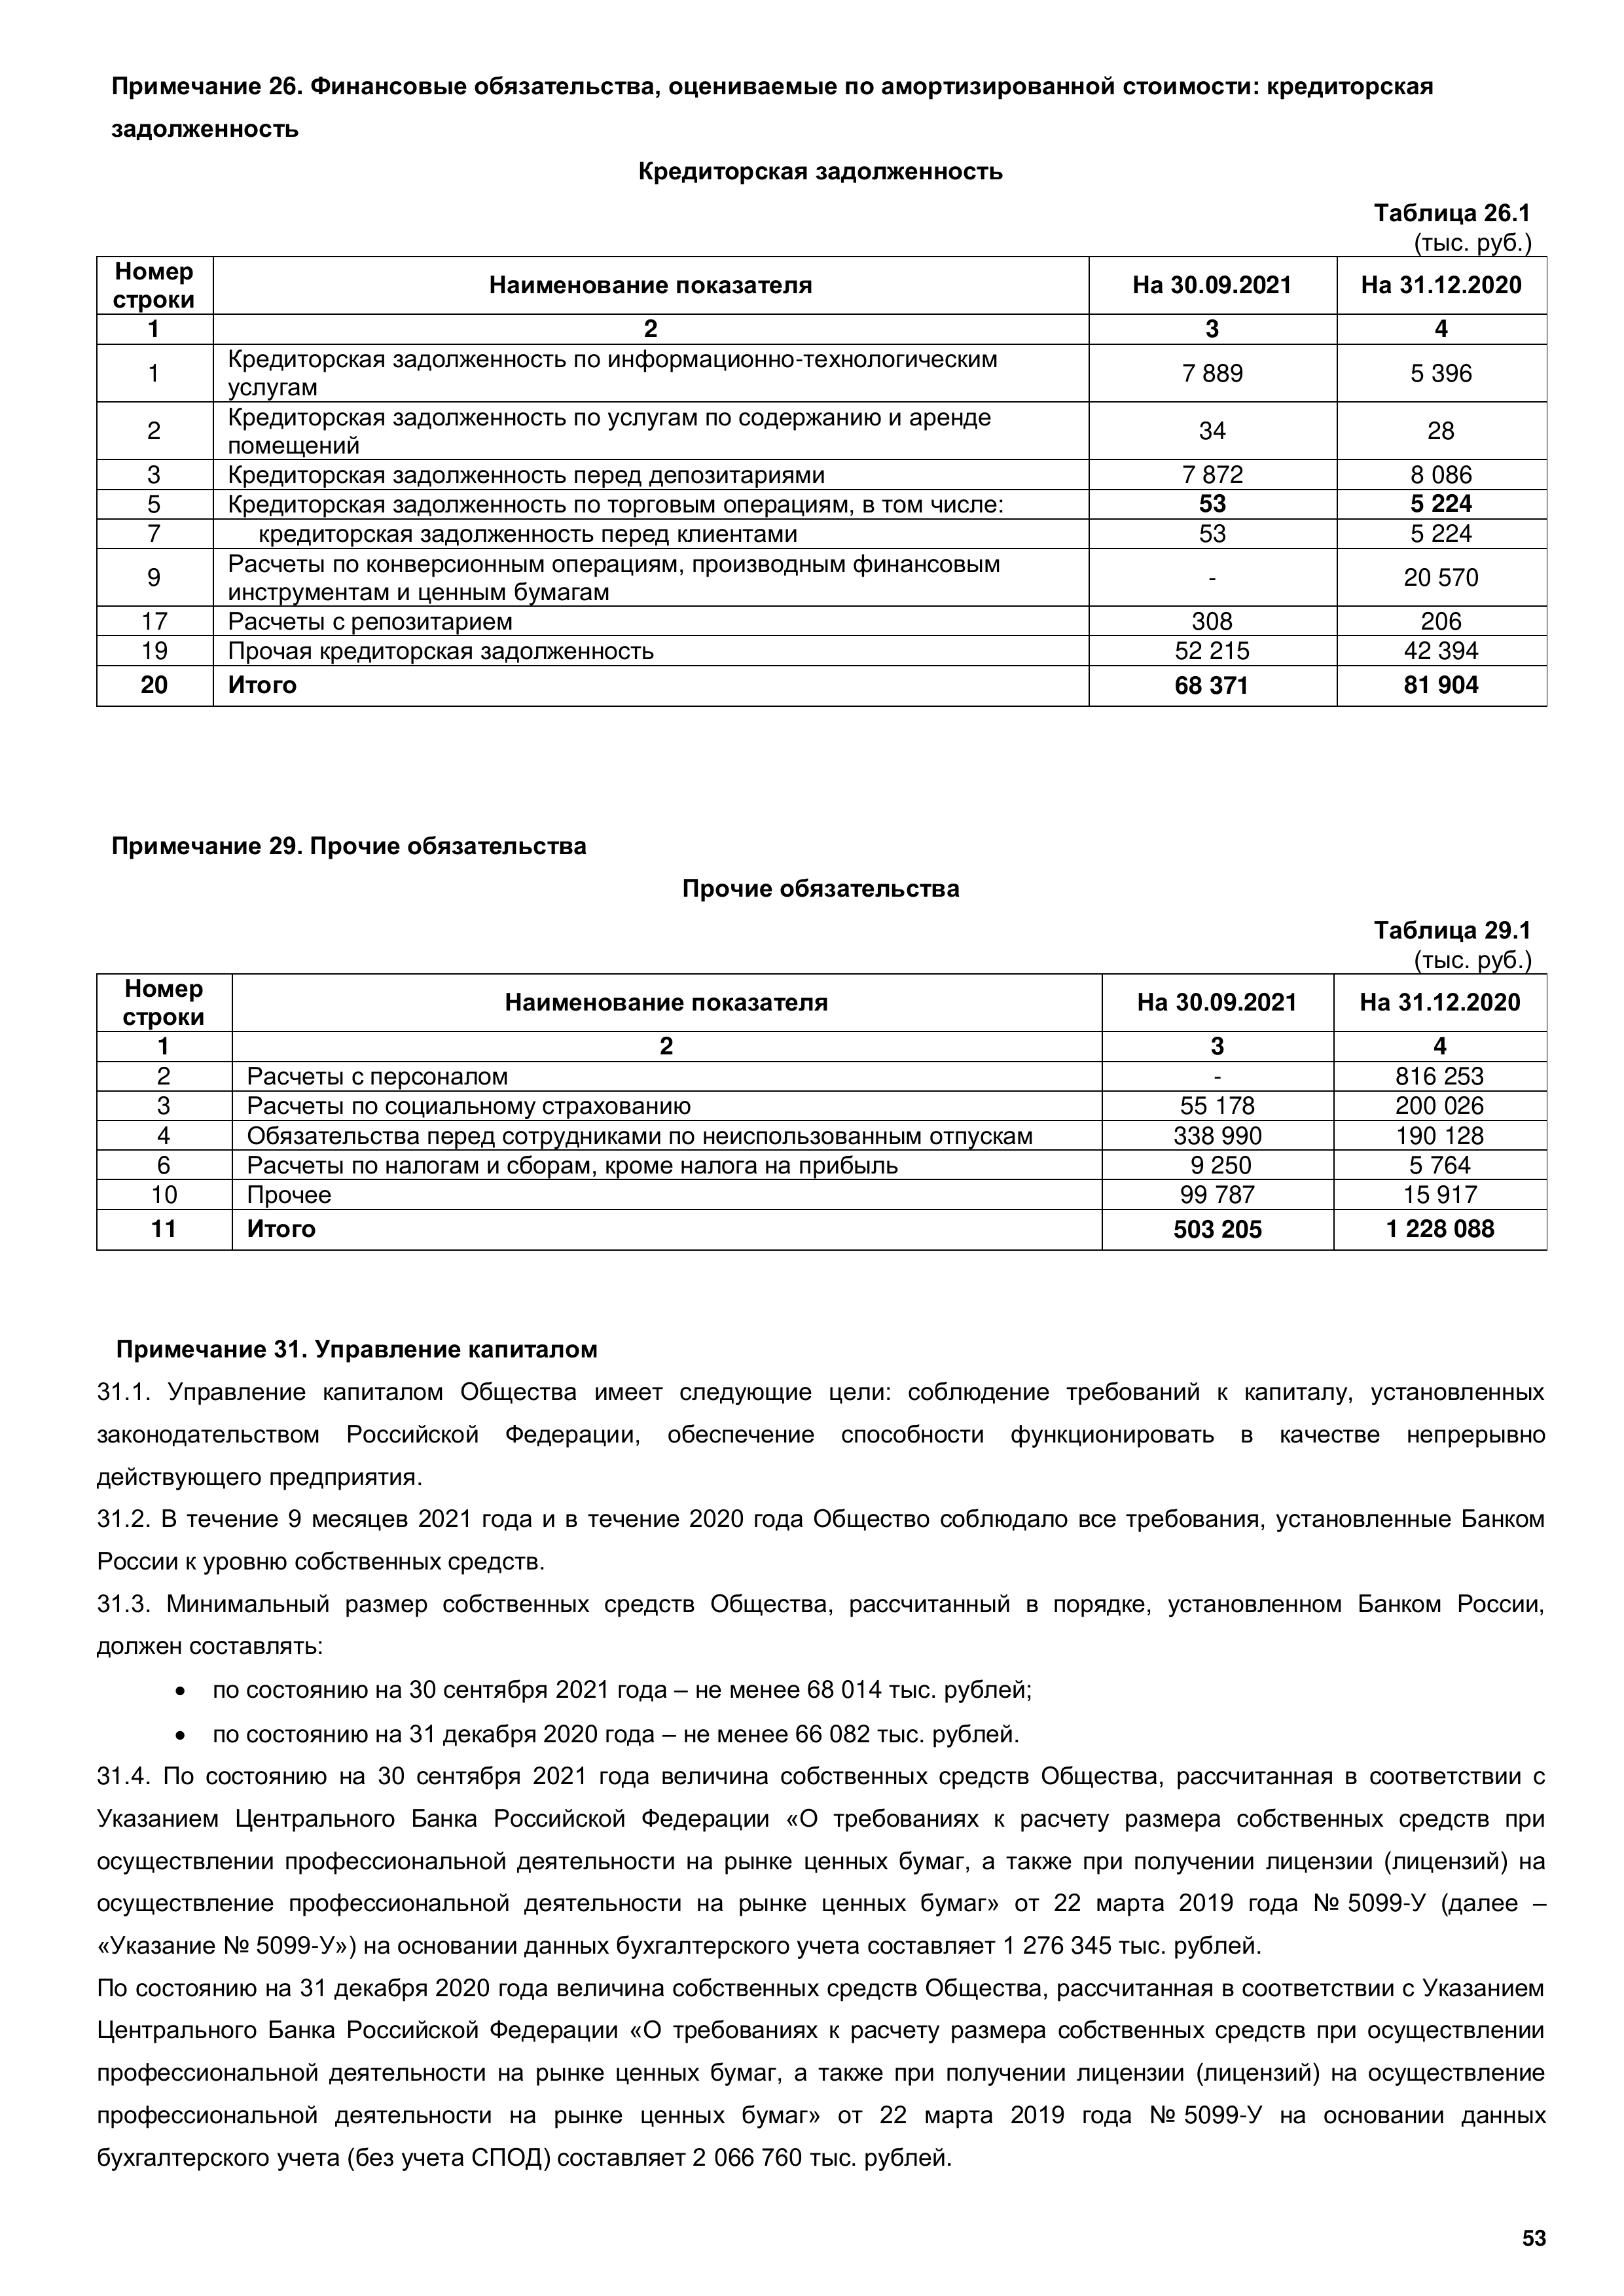 Примечание 26. Финансовые обязательства, оцениваемые по амортизированной стоимости: кредиторская
задолженность
Кредиторская задолженность
Таблица 26.1
(тыс. руб.)
Номер строки Наименование показателя На 30.09.2021 На 31.12.2020
1 2 3 4
1 Кредиторская задолженность по информационно-технологическим услугам 7 889 5 396
2 Кредиторская задолженность по услугам по содержанию и аренде помещений 34 28
3 Кредиторская задолженность перед депозитариями 7 872 8 086
5 Кредиторская задолженность по торговым операциям, в том числе: 53 5 224
7 кредиторская задолженность перед клиентами 53 5 224
9 Расчеты по конверсионным операциям, производным финансовым инструментам и ценным бумагам - 20 570
17 Расчеты с репозитарием 308 206
19 Прочая кредиторская задолженность 52 215 42 394
20 Итого 68 371 81 904
Примечание 29. Прочие обязательства
Прочие обязательства
Таблица 29.1
(тыс. руб.)
Номер строки Наименование показателя На 30.09.2021 На 31.12.2020
1 2 3 4
2 Расчеты с персоналом - 816 253
3 Расчеты по социальному страхованию 55 178 200 026
4 Обязательства перед сотрудниками по неиспользованным отпускам 338 990 190 128
6 Расчеты по налогам и сборам, кроме налога на прибыль 9 250 5 764
10 Прочее 99 787 15 917
11 Итого 503 205 1 228 088
Примечание 31. Управление капиталом
31.1. Управление капиталом Общества имеет следующие цели: соблюдение требований к капиталу, установленных
законодательством Российской Федерации, обеспечение способности функционировать в качестве непрерывно
действующего предприятия.
31.2. В течение 9 месяцев 2021 года и в течение 2020 года Общество соблюдало все требования, установленные Банком
России к уровню собственных средств.
31.3. Минимальный размер собственных средств Общества, рассчитанный в порядке, установленном Банком России,
должен составлять:
• по состоянию на 30 сентября 2021 года – не менее 68 014 тыс. рублей;
• по состоянию на 31 декабря 2020 года – не менее 66 082 тыс. рублей.
31.4. По состоянию на 30 сентября 2021 года величина собственных средств Общества, рассчитанная в соответствии с
Указанием Центрального Банка Российской Федерации «О требованиях к расчету размера собственных средств при
осуществлении профессиональной деятельности на рынке ценных бумаг, а также при получении лицензии (лицензий) на
осуществление профессиональной деятельности на рынке ценных бумаг» от 22 марта 2019 года № 5099-У (далее –
«Указание № 5099-У») на основании данных бухгалтерского учета составляет 1 276 345 тыс. рублей.
По состоянию на 31 декабря 2020 года величина собственных средств Общества, рассчитанная в соответствии с Указанием
Центрального Банка Российской Федерации «О требованиях к расчету размера собственных средств при осуществлении
профессиональной деятельности на рынке ценных бумаг, а также при получении лицензии (лицензий) на осуществление
профессиональной деятельности на рынке ценных бумаг» от 22 марта 2019 года № 5099-У на основании данных
бухгалтерского учета (без учета СПОД) составляет 2 066 760 тыс. рублей.
53